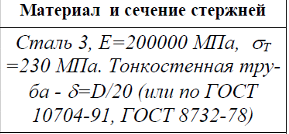 Материал и сечение стержней
Сталь 3, E=200000 МПа, σТ
=230 МПа. Тонкостенная тру-
ба - δ=D/20 (или по ГОСТ
10704-91, ГОСТ 8732-78)